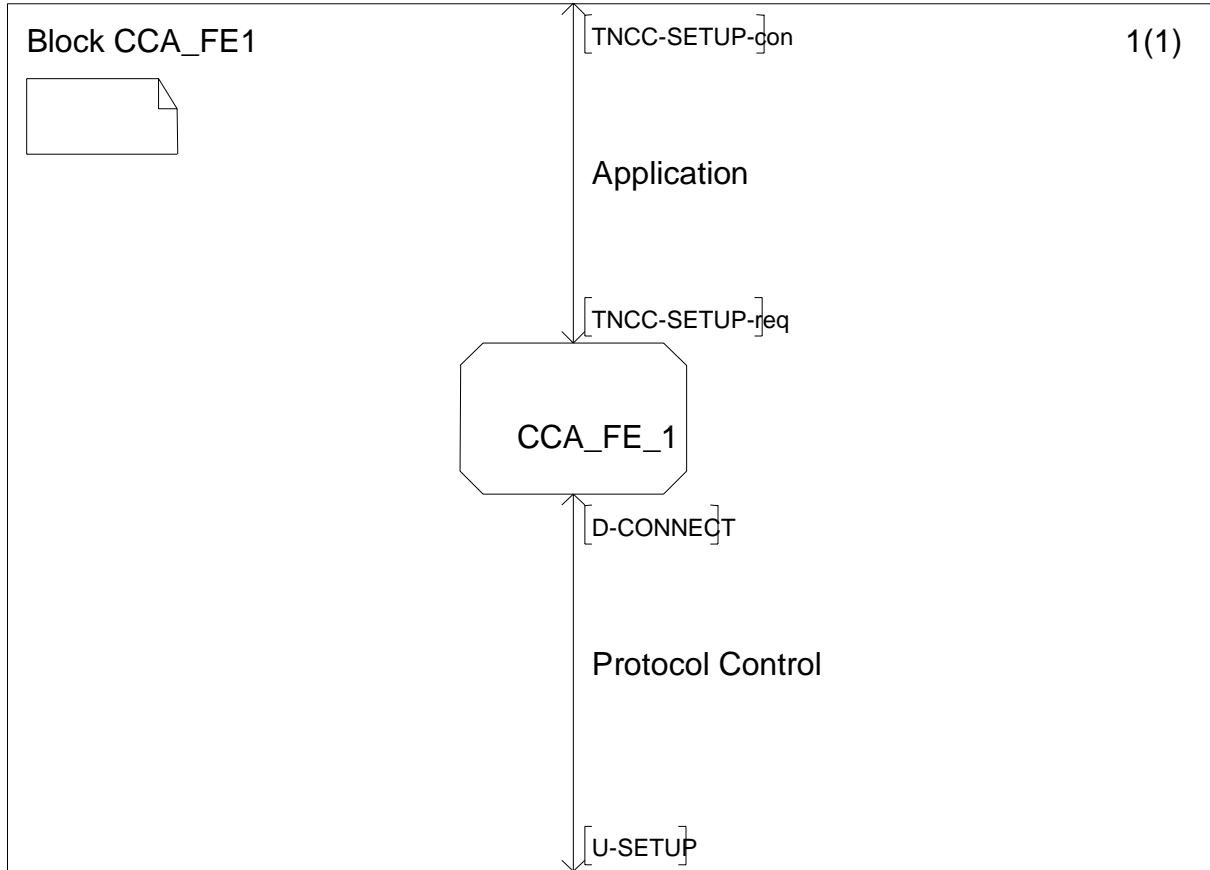 Block CCA_FE1
1(1)
[TNCC-SETUP-con]
Application
[TNCC-SETUP-req]
CCA_FE_1
[D-CONNECT]
Protocol Control
[U-SETUP]